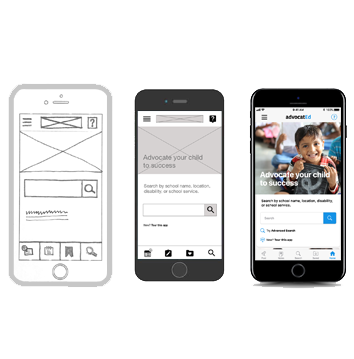 ?
?
Advocate your child
to success
Search by school name, location,
disability, or school service.
New? Tour this app
advocatEd
?
Advocate your child
to success
Search by school name, location, disability,
or school service.
Search
Try Advanced Search
New? Tour this app